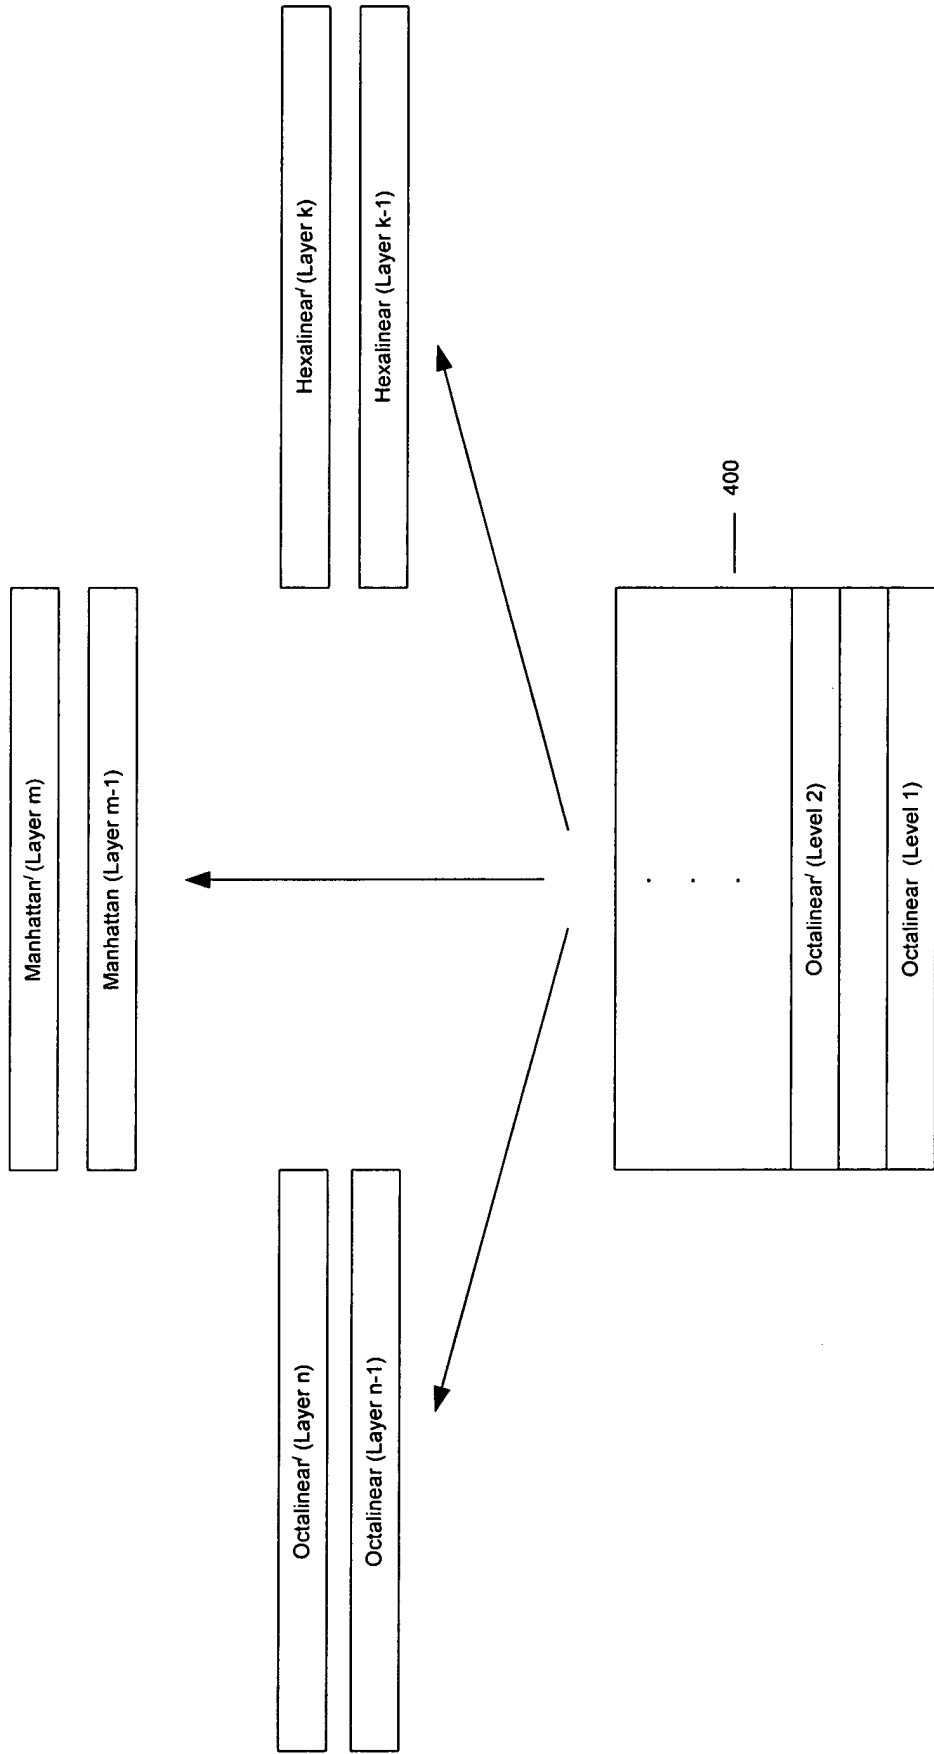 Manhattan' (Layer m)
Manhattan (Layer m-1)
Octalinear' (Layer n)
Octalinear (Layer n-1)
Hexalinear' (Layer k)
Hexalinear (Layer k-1)
400
Octalinear' (Level 2)
Octalinear (Level 1)